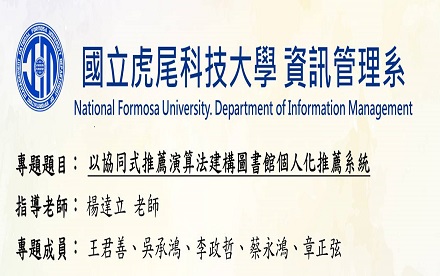 國立虎尾科技大學 資訊管理系
National Formosa University. Department of Information Management
專題題目： 以協同式推薦演算法建構圖書館個人化推薦系統
指導老師： 楊達立 老師
專題成員： 王君善、吳承鴻、李政哲、蔡永鴻、章正弦